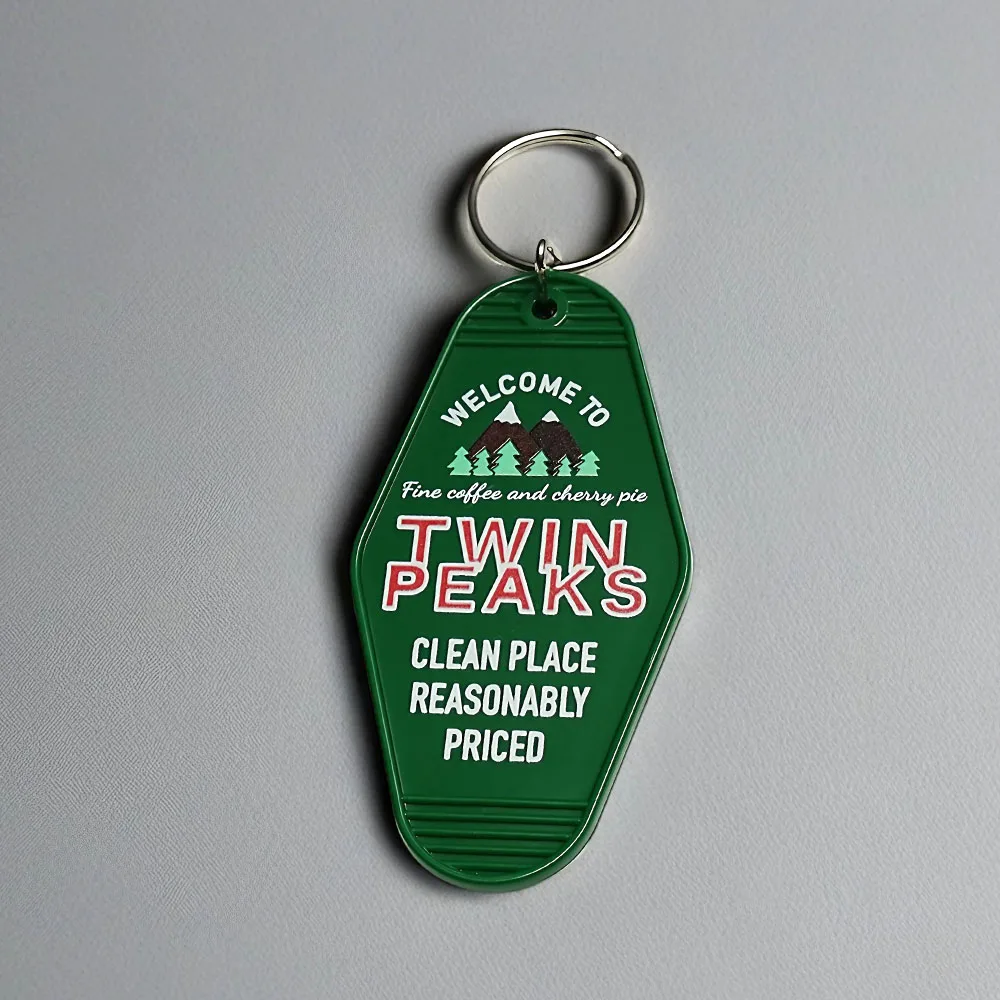 WELCOME TO
Fine coffee and cherry pie
TWIN
PEAKS
CLEAN PLACE
REASONABLY
PRICED